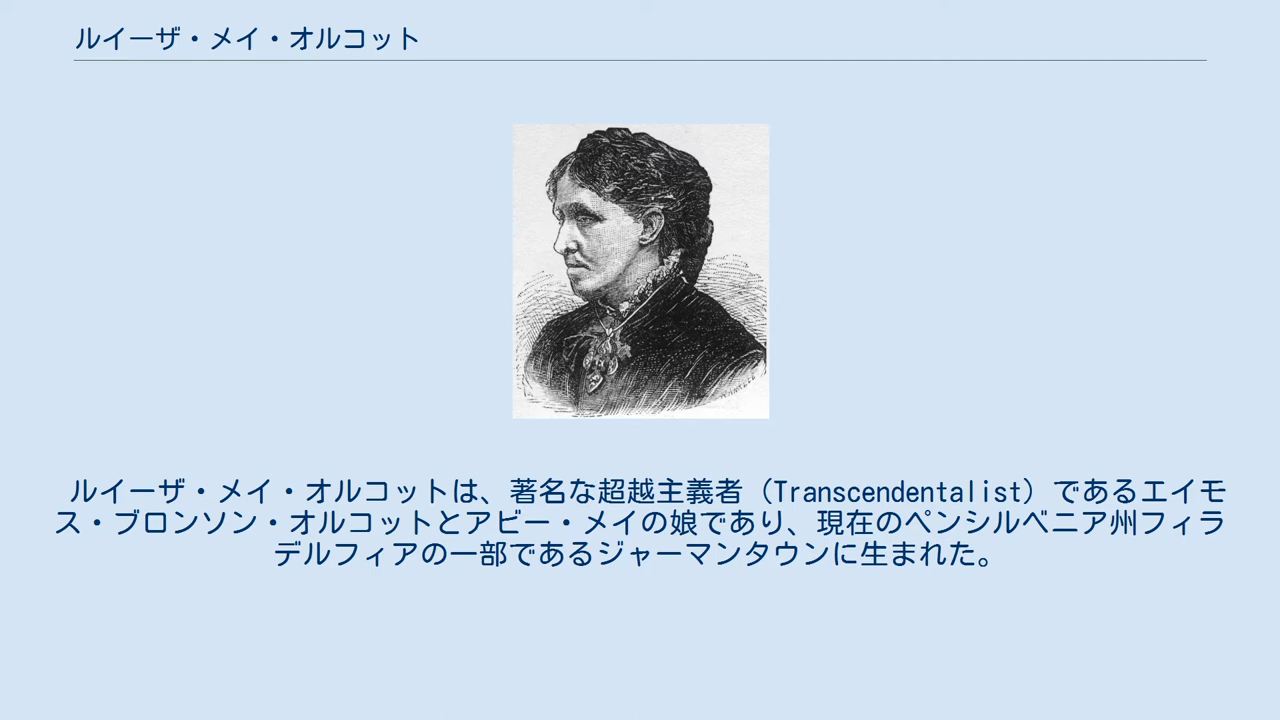 ルイーザ・メイ・オルコット
ルイーザ・メイ・オルコットは、著名な超越主義者（Transcendentalist）であるエイモ
ス・ブロンソン・オルコットとアビー・メイの娘であり、現在のペンシルベニア州フィラ
デルフィアの一部であるジャーマンタウンに生まれた。